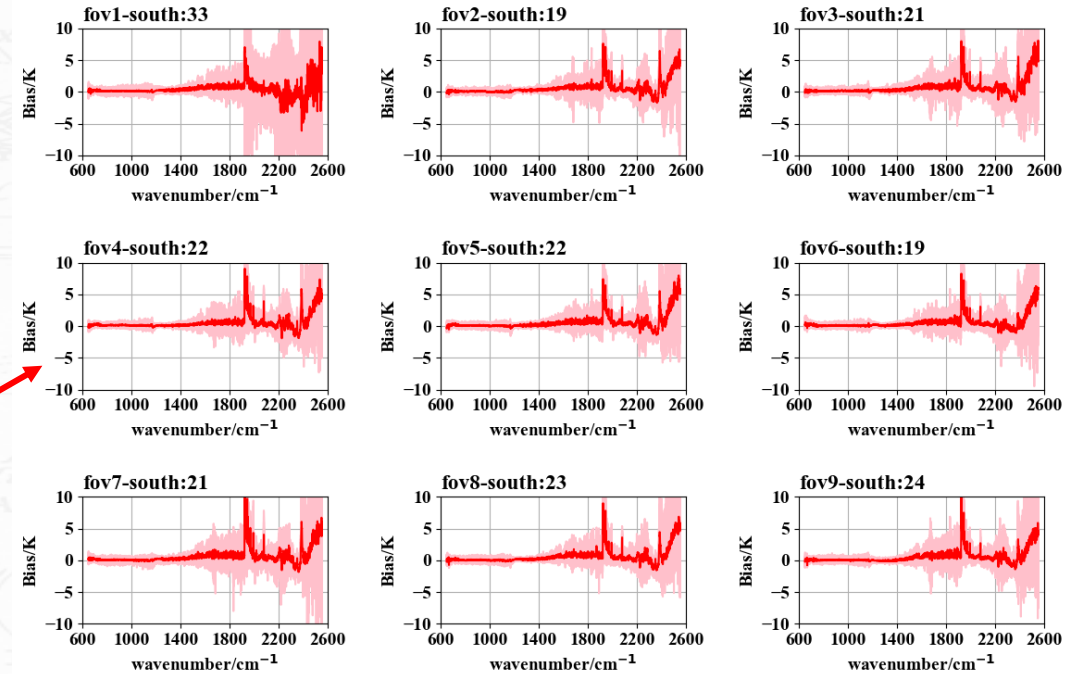 fov1-south:33 fov2-south:19 fov3-south:21
10 10 10
5 5 5
0 0 0
−5 −5 −5
−10 −10 −10
Bias/K Bias/K Bias/K
600 1000 1400 1800 2200 2600 600 1000 1400 1800 2200 2600 600 1000 1400 1800 2200 2600
wavenumber/cm⁻¹ wavenumber/cm⁻¹ wavenumber/cm⁻¹
fov4-south:22 fov5-south:22 fov6-south:19
10 10 10
5 5 5
0 0 0
−5 −5 −5
−10 −10 −10
Bias/K Bias/K Bias/K
600 1000 1400 1800 2200 2600 600 1000 1400 1800 2200 2600 600 1000 1400 1800 2200 2600
wavenumber/cm⁻¹ wavenumber/cm⁻¹ wavenumber/cm⁻¹
fov7-south:21 fov8-south:23 fov9-south:24
10 10 10
5 5 5
0 0 0
−5 −5 −5
−10 −10 −10
Bias/K Bias/K Bias/K
600 1000 1400 1800 2200 2600 600 1000 1400 1800 2200 2600 600 1000 1400 1800 2200 2600
wavenumber/cm⁻¹ wavenumber/cm⁻¹ wavenumber/cm⁻¹